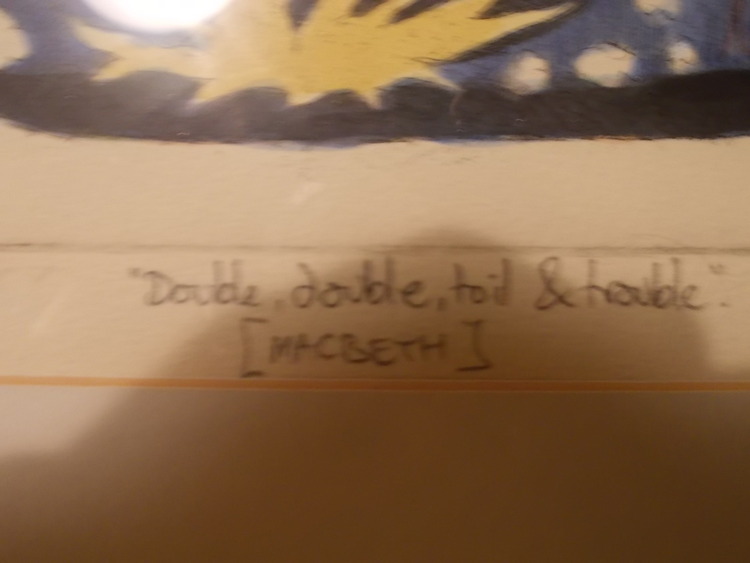 "Double, double, toil & trouble".
[MACBETH]